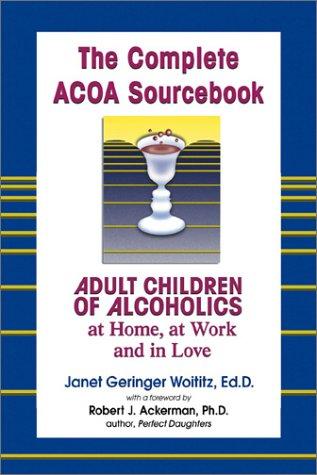 The Complete
ACOA Sourcebook
ADULT CHILDREN
OF ALCOHOLICS
at Home, at Work
and in Love
Janet Geringer Woititz, Ed.D.
with a foreword by
Robert J. Ackerman, Ph.D.
author, Perfect Daughters